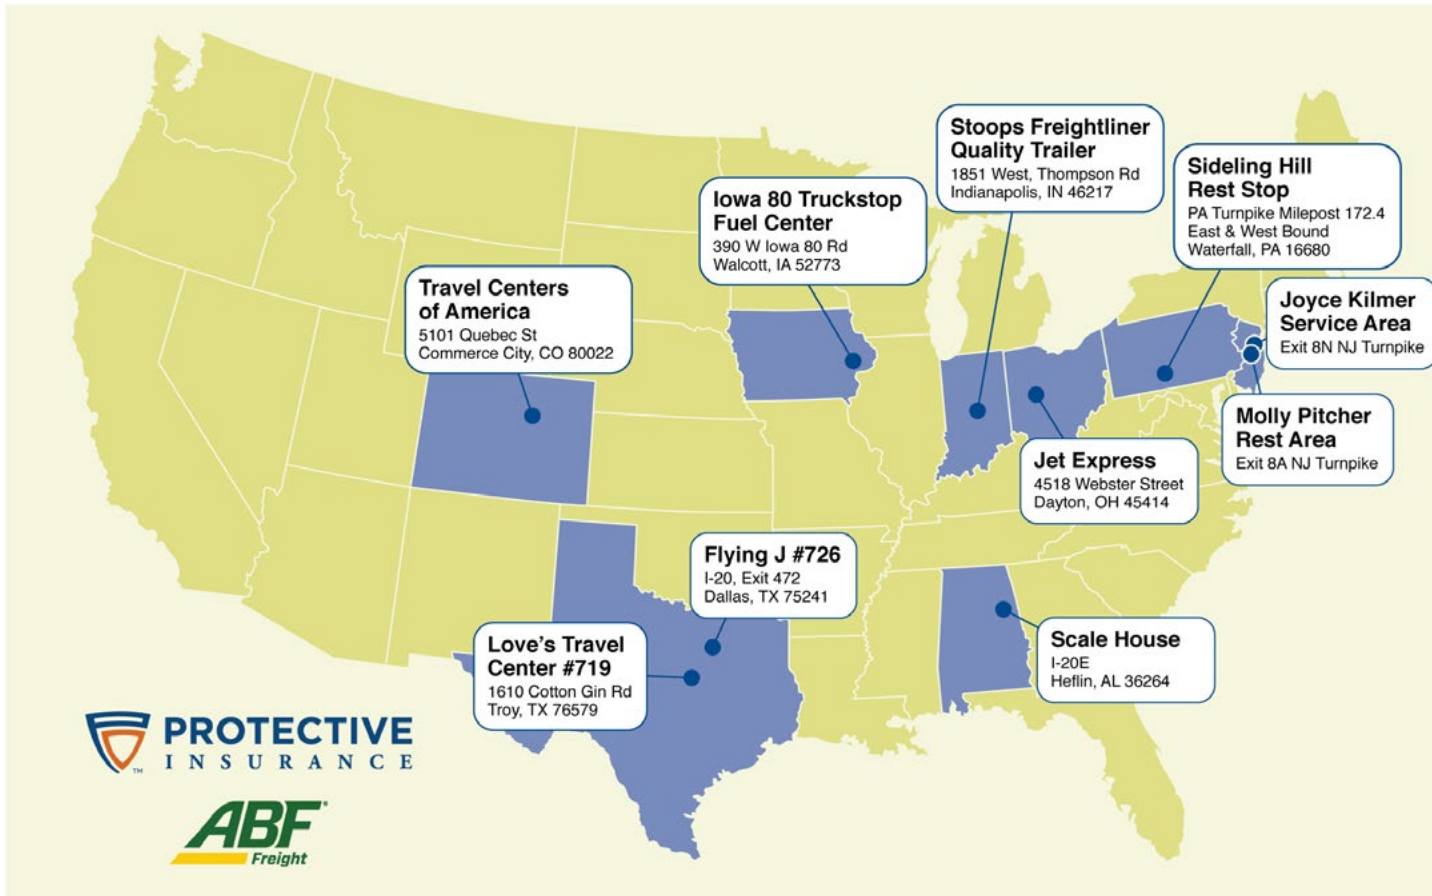 Stoops Freightliner
Quality Trailer
1851 West, Thompson Rd
Indianapolis, IN 46217
Sideling Hill
Rest Stop
PA Turnpike Milepost 172.4
East & West Bound
Waterfall, PA 16680
Iowa 80 Truckstop
Fuel Center
390 W Iowa 80 Rd
Walcott, IA 52773
Travel Centers
of America
5101 Quebec St
Commerce City, CO 80022
Joyce Kilmer
Service Area
Exit 8N NJ Turnpike
Molly Pitcher
Rest Area
Exit 8A NJ Turnpike
Jet Express
4518 Webster Street
Dayton, OH 45414
Flying J #726
I-20, Exit 472
Dallas, TX 75241
Love's Travel
Center #719
1610 Cotton Gin Rd
Troy, TX 76579
Scale House
I-20E
Heflin, AL 36264
PROTECTIVE
INSURANCE
TM
ABF
Freight